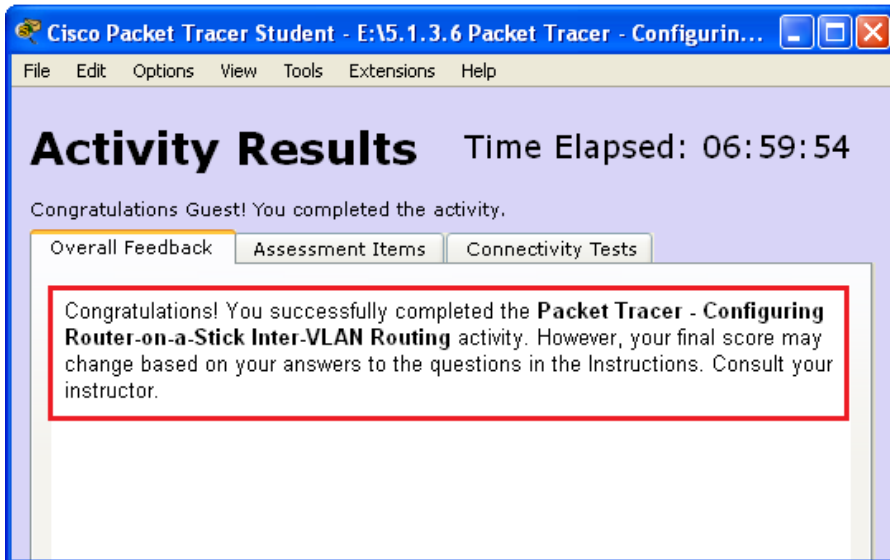 Cisco Packet Tracer Student - E:\5.1.3.6 Packet Tracer - Configurin...
File Edit Options View Tools Extensions Help
Activity Results Time Elapsed: 06:59:54
Congratulations Guest! You completed the activity.
Overall Feedback Assessment Items Connectivity Tests
Congratulations! You successfully completed the Packet Tracer - Configuring
Router-on-a-Stick Inter-VLAN Routing activity. However, your final score may
change based on your answers to the questions in the Instructions. Consult your
instructor.